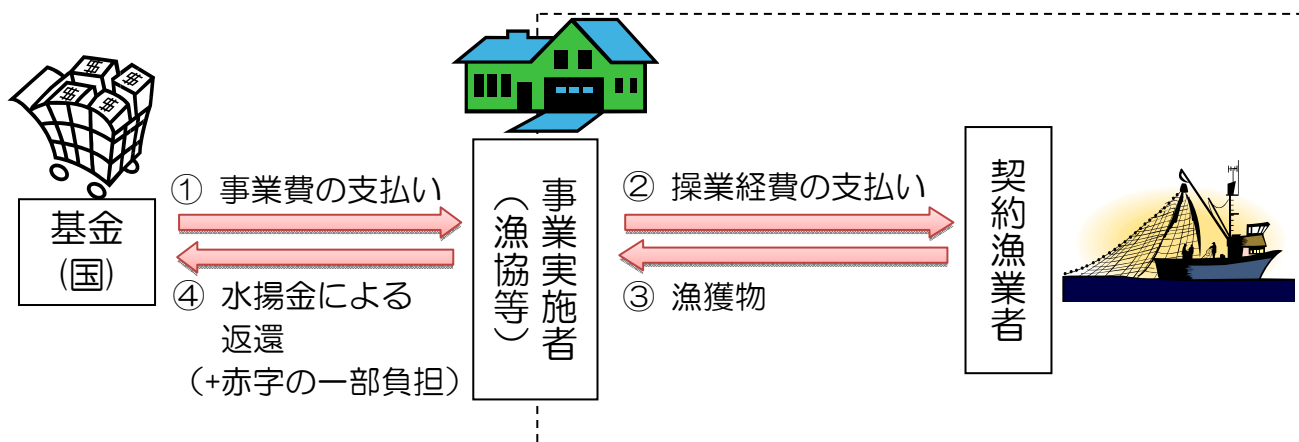 ① 事業費の支払い
基金
(国)
④ 水揚金による
返還
（+赤字の一部負担）
事業実施者
（漁協等）
② 操業経費の支払い
③ 漁獲物
契約漁業者
$
$
$
$